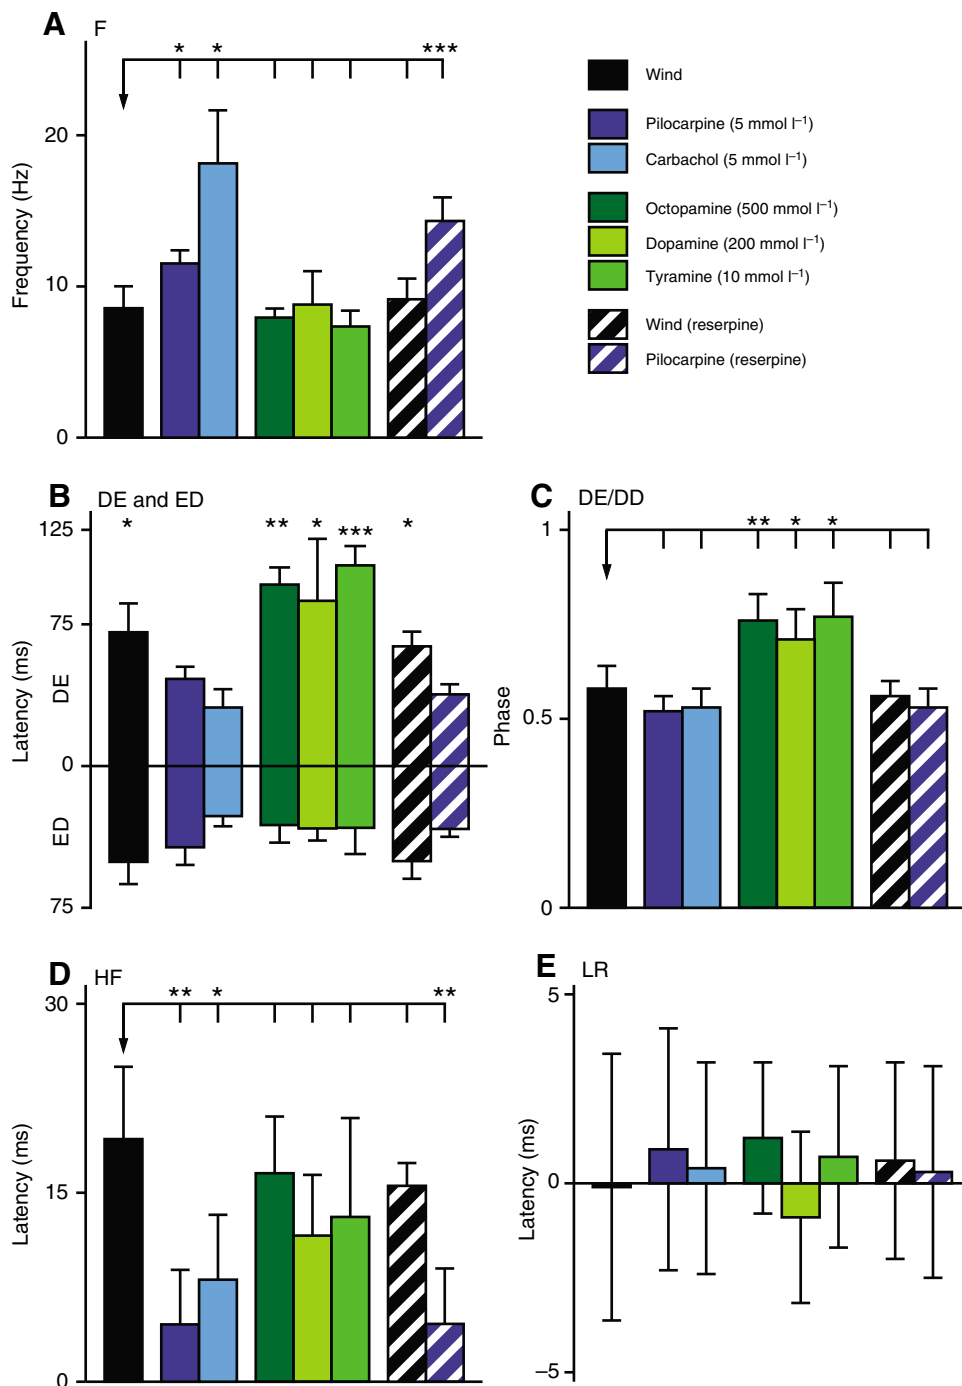 A F
* * ***
20
10
0
Frequency (Hz)
Wind
Pilocarpine (5 mmol l⁻¹)
Carbachol (5 mmol l⁻¹)
Octopamine (500 mmol l⁻¹)
Dopamine (200 mmol l⁻¹)
Tyramine (10 mmol l⁻¹)
Wind (reserpine)
Pilocarpine (reserpine)
B DE and ED
* ** * *** *
125
75
0
75
Latency (ms)
DE
ED
C DE/DD
** * *
1
0.5
0
Phase
D HF
** * **
30
15
0
Latency (ms)
E LR
5
0
–5
Latency (ms)